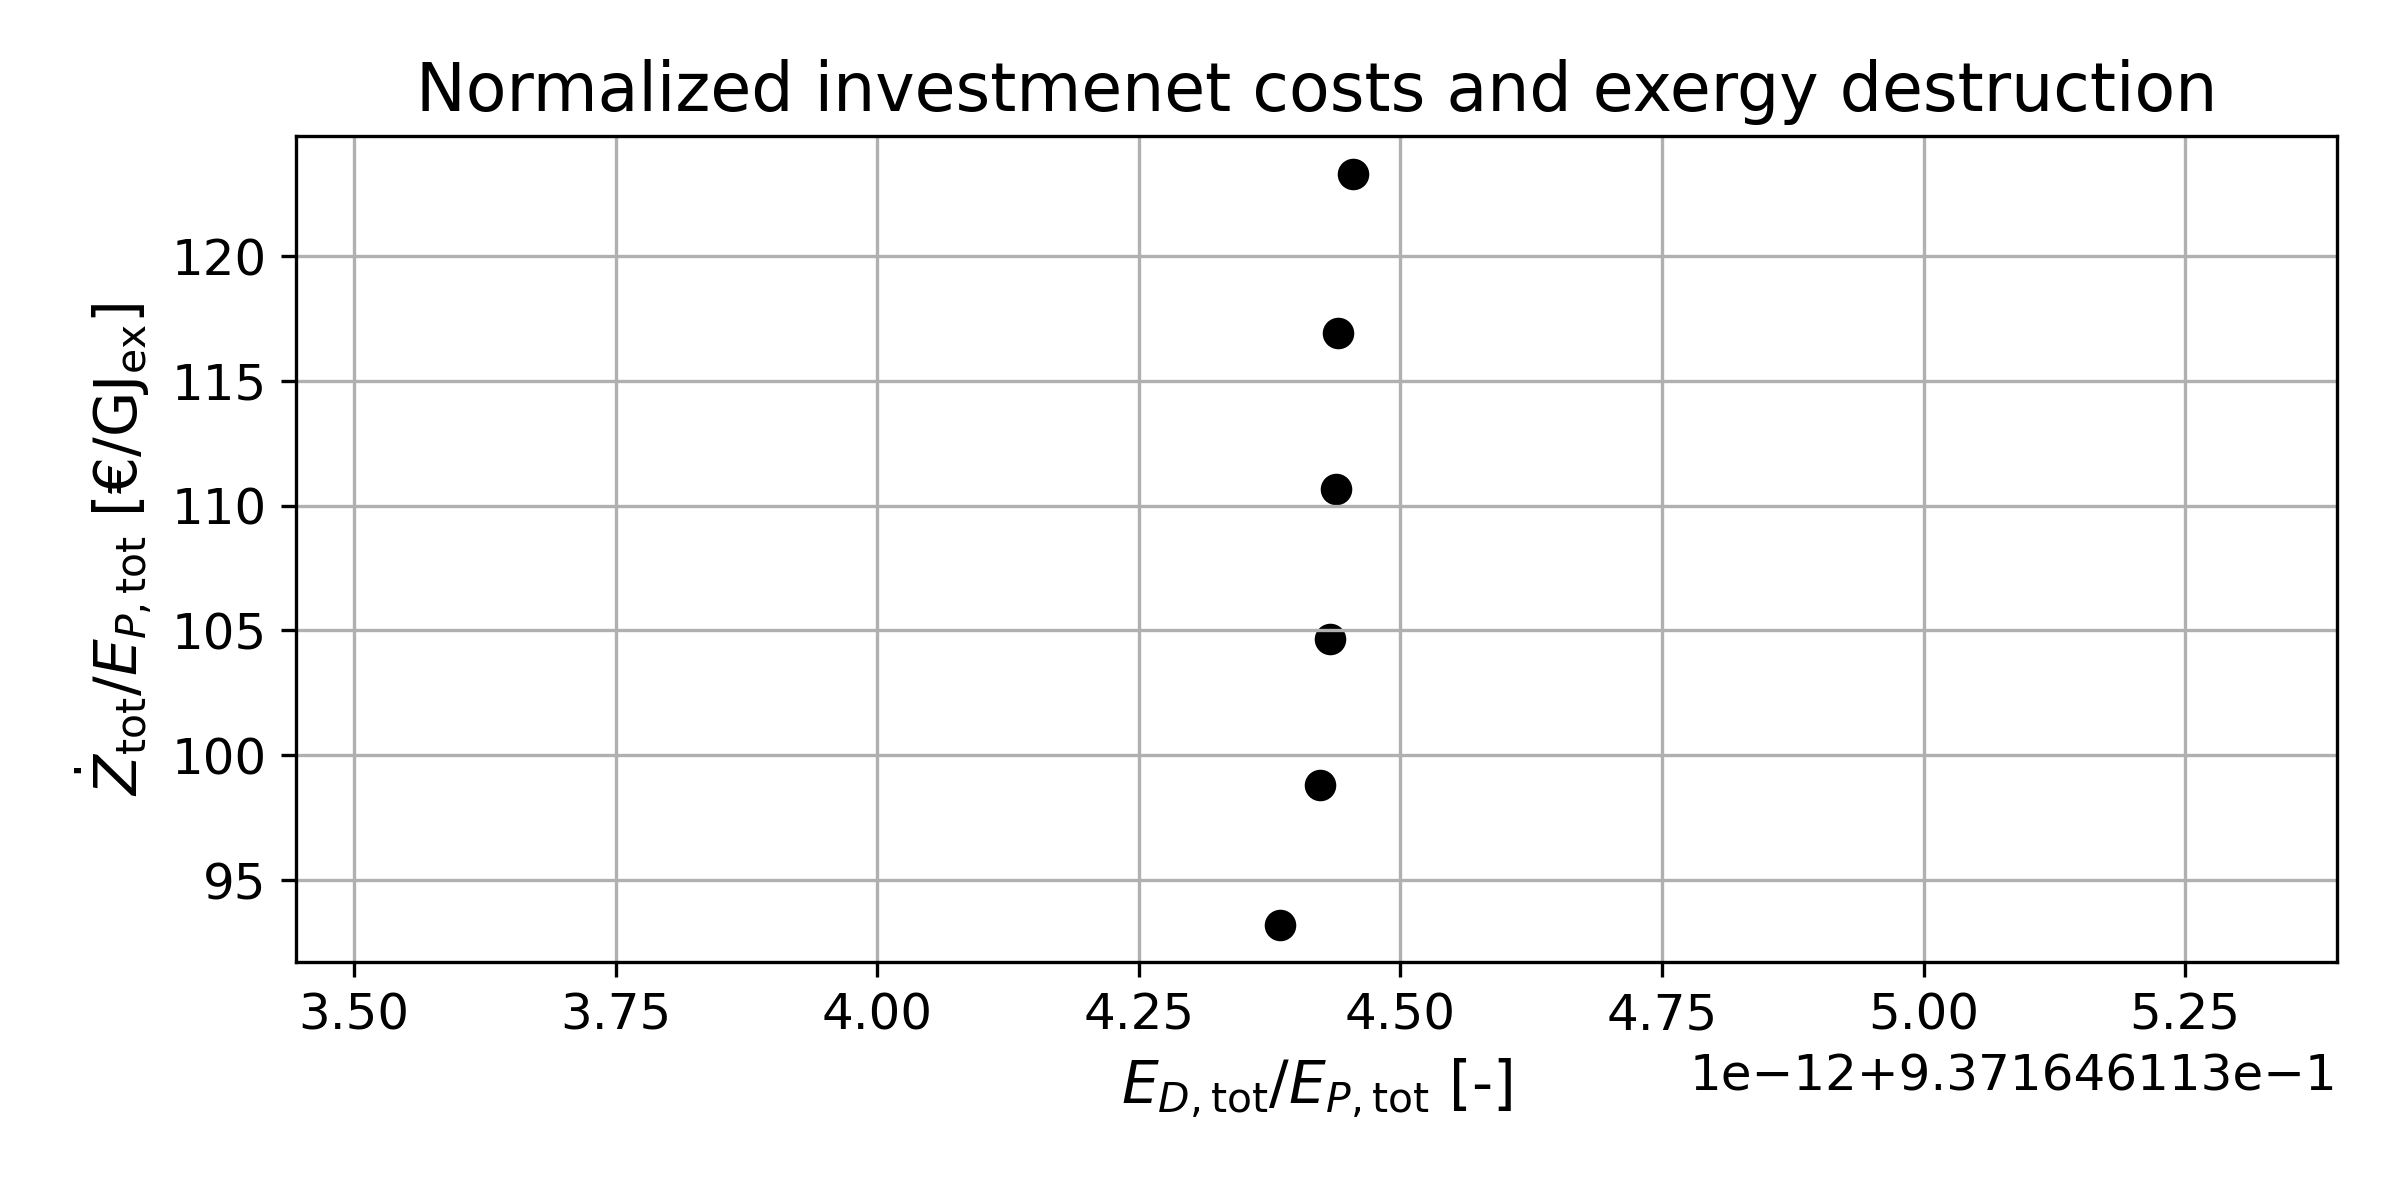 Normalized investmenet costs and exergy destruction
Ż_tot/E_P,tot [€/GJ_ex]
120
115
110
105
100
95
3.50 3.75 4.00 4.25 4.50 4.75 5.00 5.25
E_D,tot/E_P,tot [-]
1e−12+9.371646113e−1